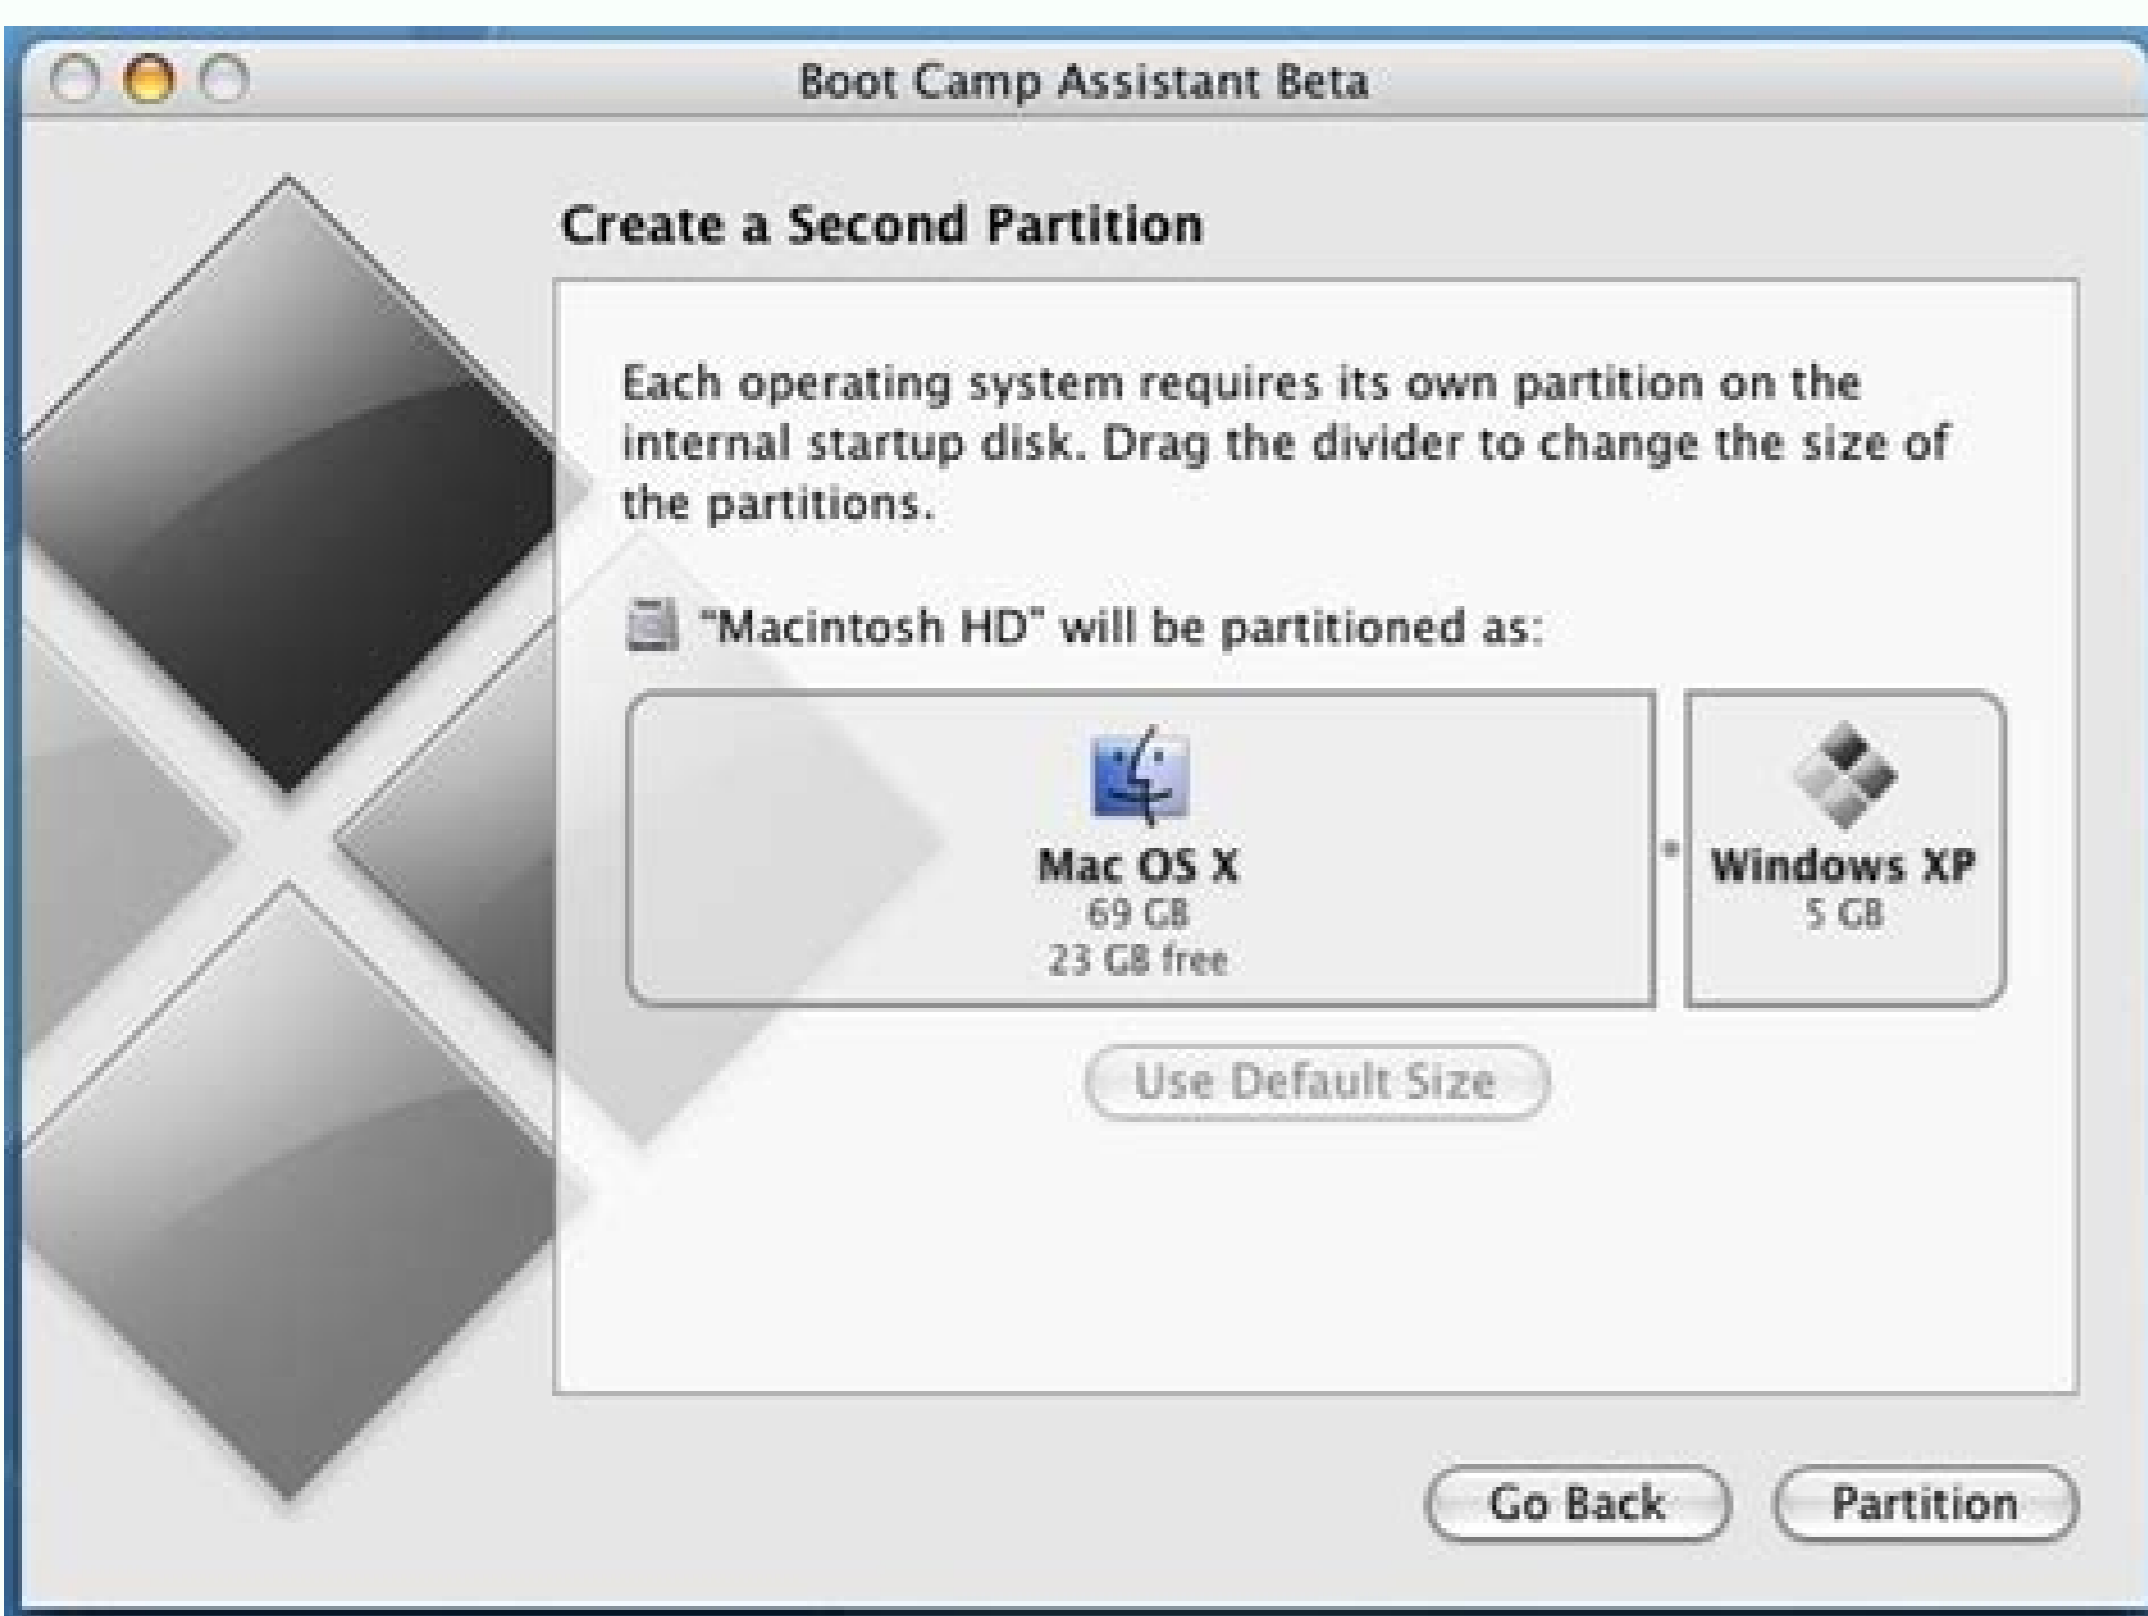 Boot Camp Assistant Beta
Create a Second Partition
Each operating system requires its own partition on the
internal startup disk. Drag the divider to change the size of
the partitions.
"Macintosh HD" will be partitioned as:
Mac OS X
69 GB
23 GB free
Windows XP
5 GB
Use Default Size
Go Back
Partition